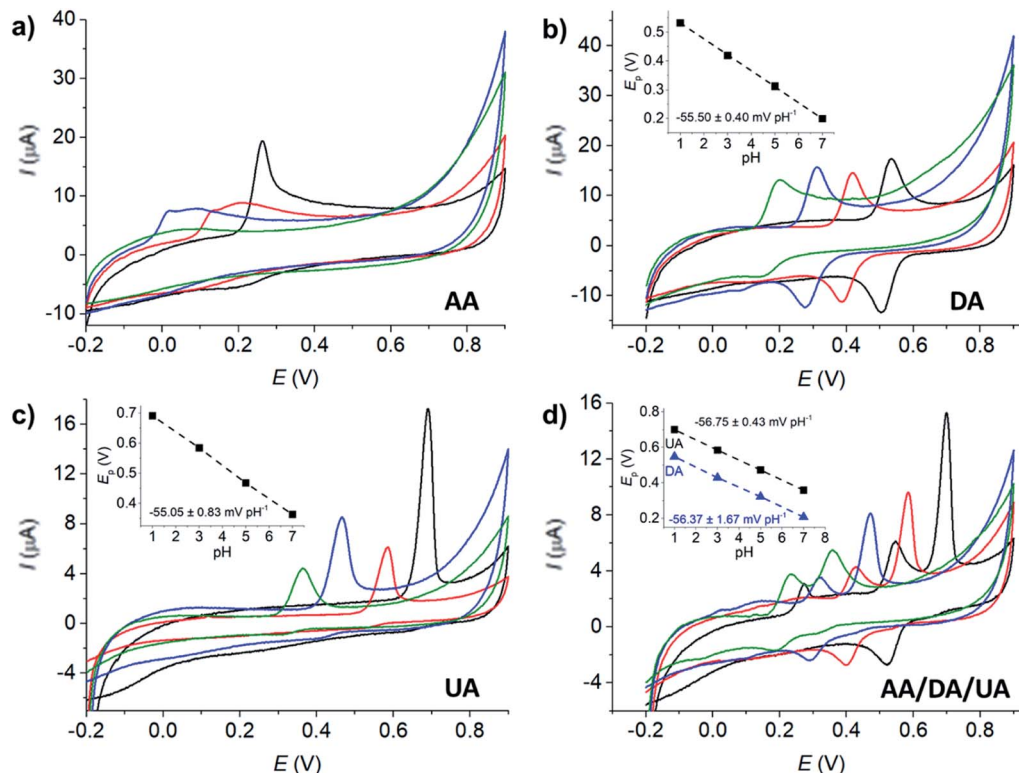 a)
I (µA)
40
30
20
10
0
-10
-0.2 0.0 0.2 0.4 0.6 0.8
E (V)
AA
b)
I (µA)
40
30
20
10
0
-10
-0.2 0.0 0.2 0.4 0.6 0.8
E (V)
DA
Ep (V)
0.5
0.4
0.3
0.2
1 2 3 4 5 6 7
pH
-55.50 ± 0.40 mV pH⁻¹
c)
I (µA)
16
12
8
4
0
-4
-0.2 0.0 0.2 0.4 0.6 0.8
E (V)
UA
Ep (V)
0.7
0.6
0.5
0.4
1 2 3 4 5 6 7
pH
-55.05 ± 0.83 mV pH⁻¹
d)
I (µA)
16
12
8
4
0
-4
-0.2 0.0 0.2 0.4 0.6 0.8
E (V)
AA/DA/UA
Ep (V)
0.8
0.6
0.4
0.2
1 2 3 4 5 6 7 8
pH
-56.75 ± 0.43 mV pH⁻¹
UA
DA
-56.37 ± 1.67 mV pH⁻¹